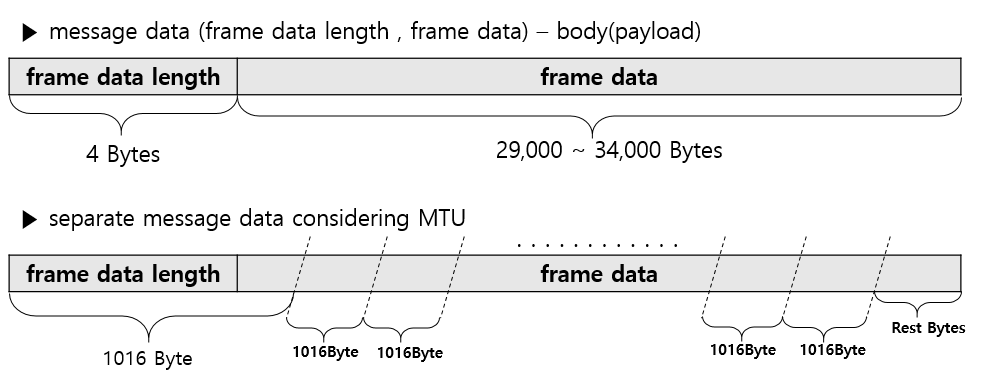 ▶ message data (frame data length , frame data) – body(payload)
frame data length frame data
4 Bytes 29,000 ~ 34,000 Bytes
▶ separate message data considering MTU
. . . . . . . . . . . .
frame data length frame data
1016 Byte 1016Byte 1016Byte 1016Byte 1016Byte Rest Bytes